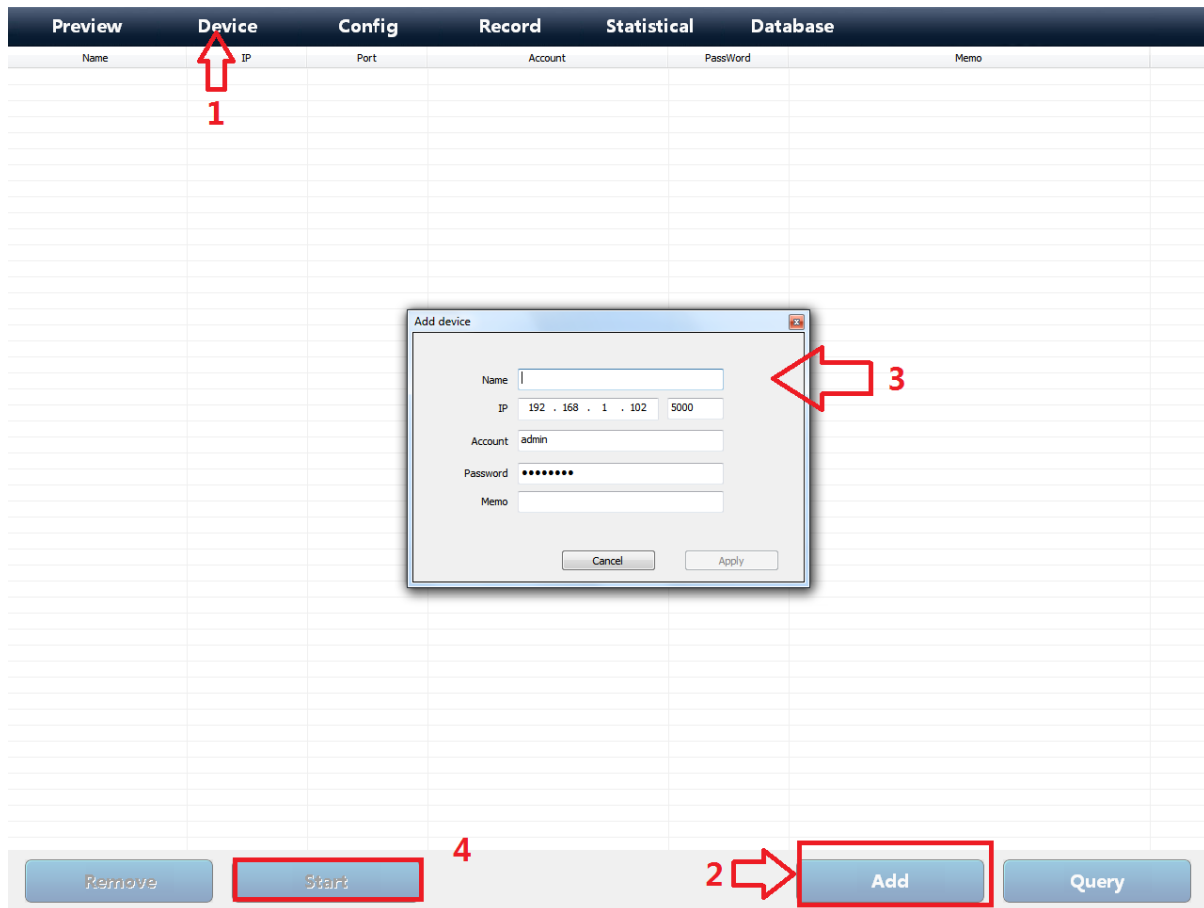 Preview Device Config Record Statistical Database
Name IP Port Account PassWord Memo
1
Add device
Name
3
IP 192 . 168 . 1 . 102 5000
Account admin
Password ••••••••
Memo
Cancel Apply
4
2
Remove Start Add Query